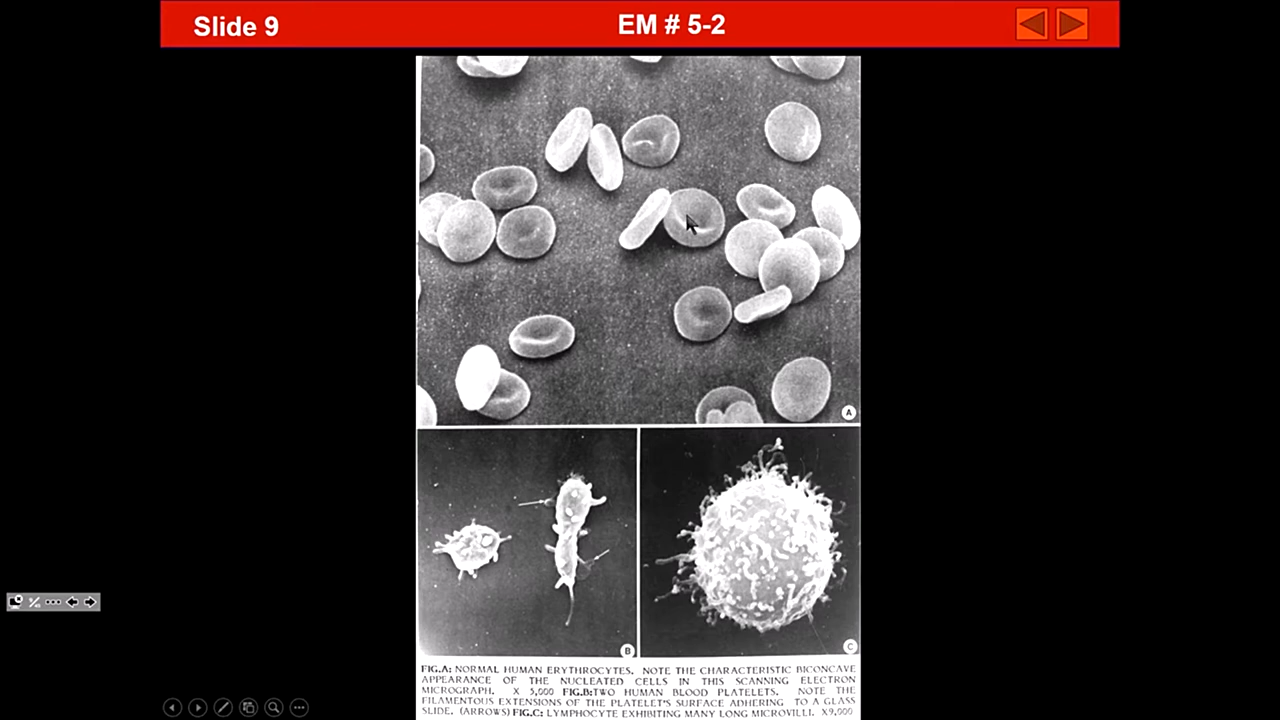 Slide 9
EM # 5-2
A
B
C
FIG.A: NORMAL HUMAN ERYTHROCYTES. NOTE THE CHARACTERISTIC BICONCAVE
APPEARANCE OF THE NUCLEATED CELLS IN THIS SCANNING ELECTRON
MICROGRAPH. X 5,000 FIG.B:TWO HUMAN BLOOD PLATELETS. NOTE THE
FILAMENTOUS EXTENSIONS OF THE PLATELET'S SURFACE ADHERING TO A GLASS
SLIDE. (ARROWS) FIG.C: LYMPHOCYTE EXHIBITING MANY LONG MICROVILLI. X9,000